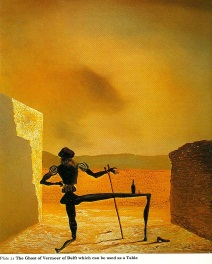 Plate 31 The Ghost of Vermeer of Delft which can be used as a Table